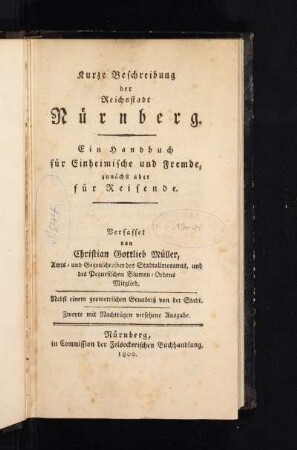 Kurze Beschreibung
der
Reichsstadt
Nürnberg.
Ein Handbuch
für Einheimische und Fremde,
zunächst aber
für Reisende.
Verfasset
von
Christian Gottlieb Müller,
Amts- und Gegenschreiber des Stadtalmosamts, und
des Pegnesischen Blumen-Ordens
Mitglied.
Nebst einem geometrischen Grundriß von der Stadt.
Zweyte mit Nachträgen versehene Ausgabe.
Nürnberg,
in Commission der Felseckerischen Buchhandlung.
1800.